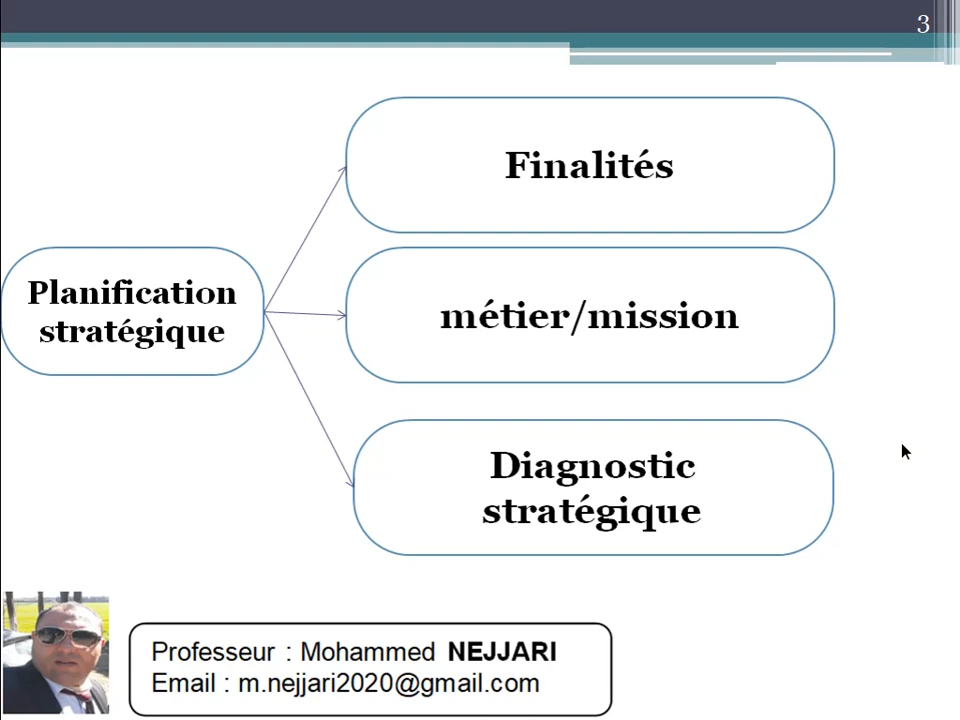 3
Finalités
Planification
stratégique
métier/mission
Diagnostic
stratégique
Professeur : Mohammed NEJJARI
Email : m.nejjari2020@gmail.com